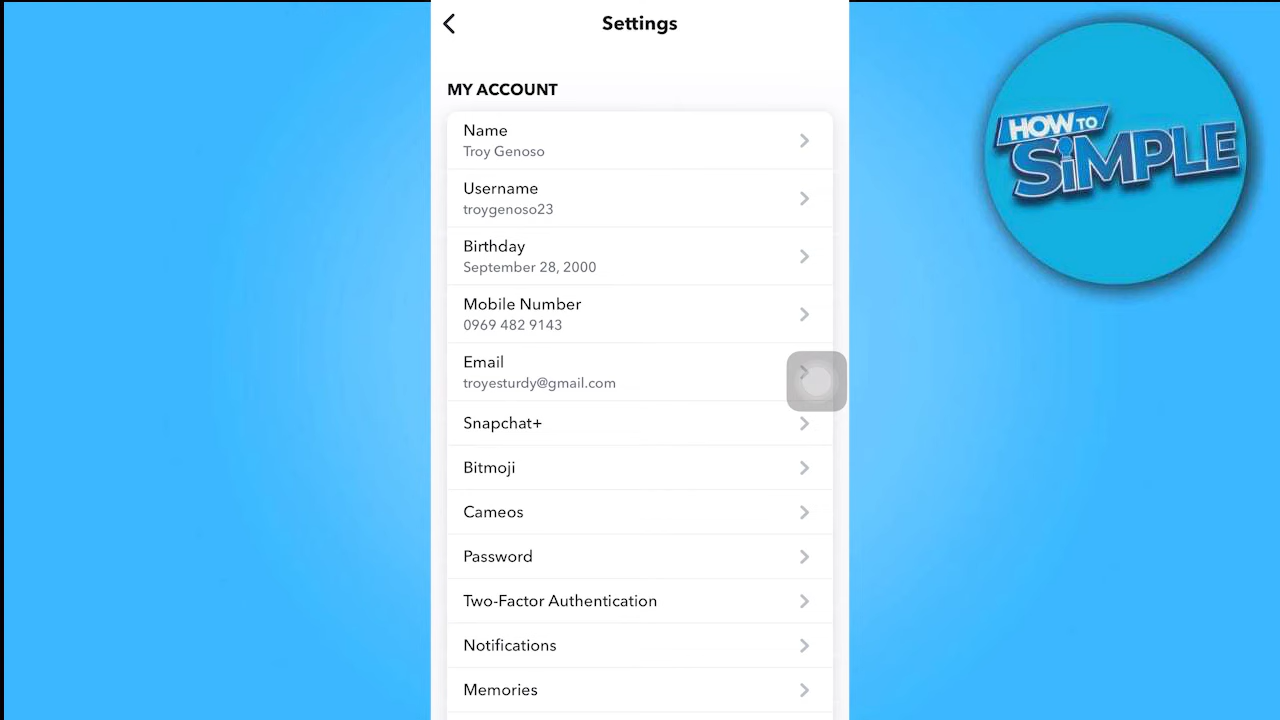 Settings
MY ACCOUNT
Name
Troy Genoso
Username
troygenoso23
Birthday
September 28, 2000
Mobile Number
0969 482 9143
Email
troyesturdy@gmail.com
Snapchat+
Bitmoji
Cameos
Password
Two-Factor Authentication
Notifications
Memories
HOW TO
SiMPLE